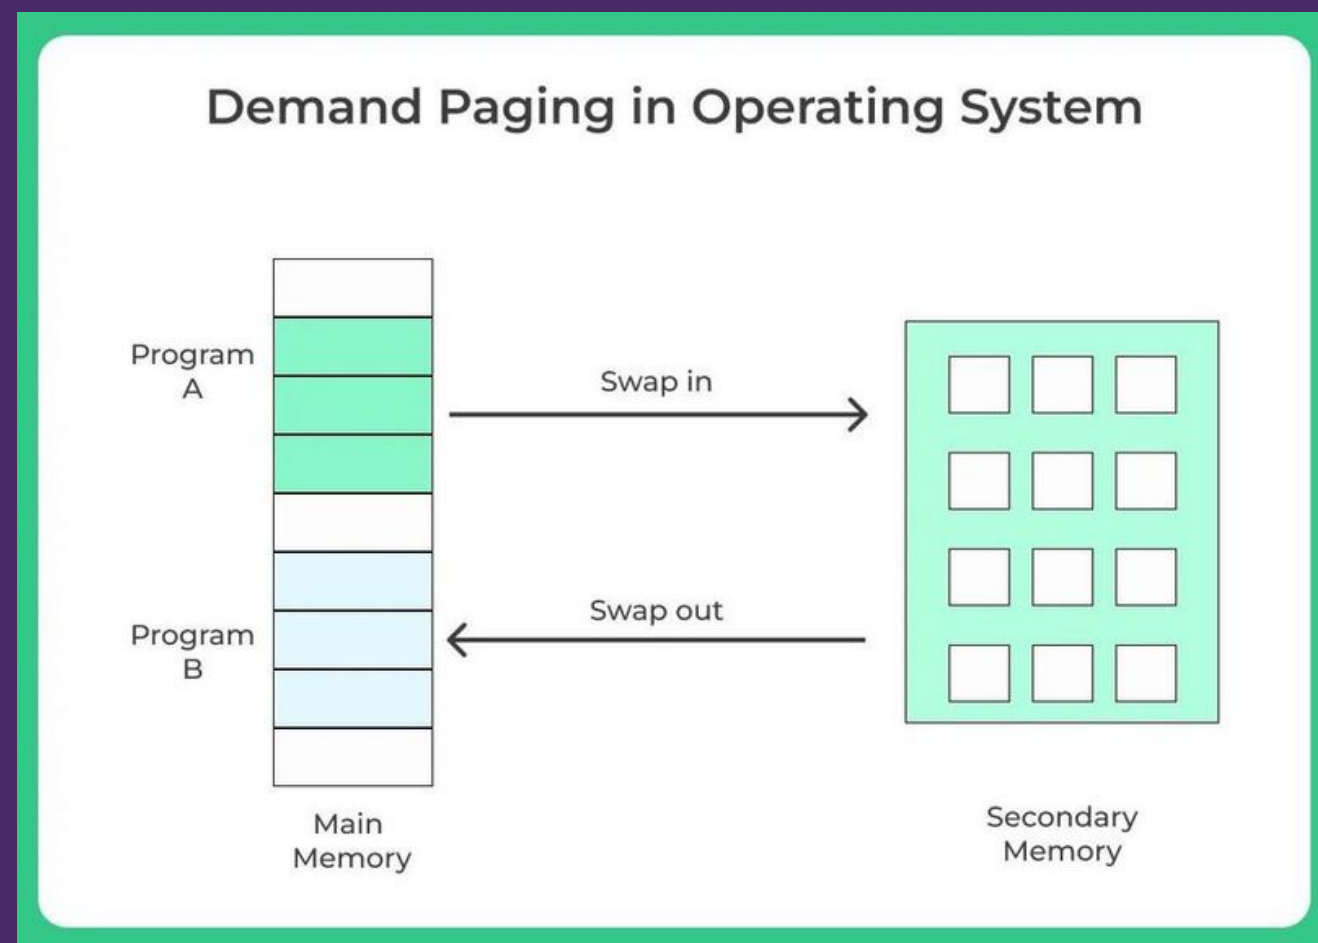 Demand Paging in Operating System
Program
A
Swap in
Swap out
Program
B
Main
Memory
Secondary
Memory